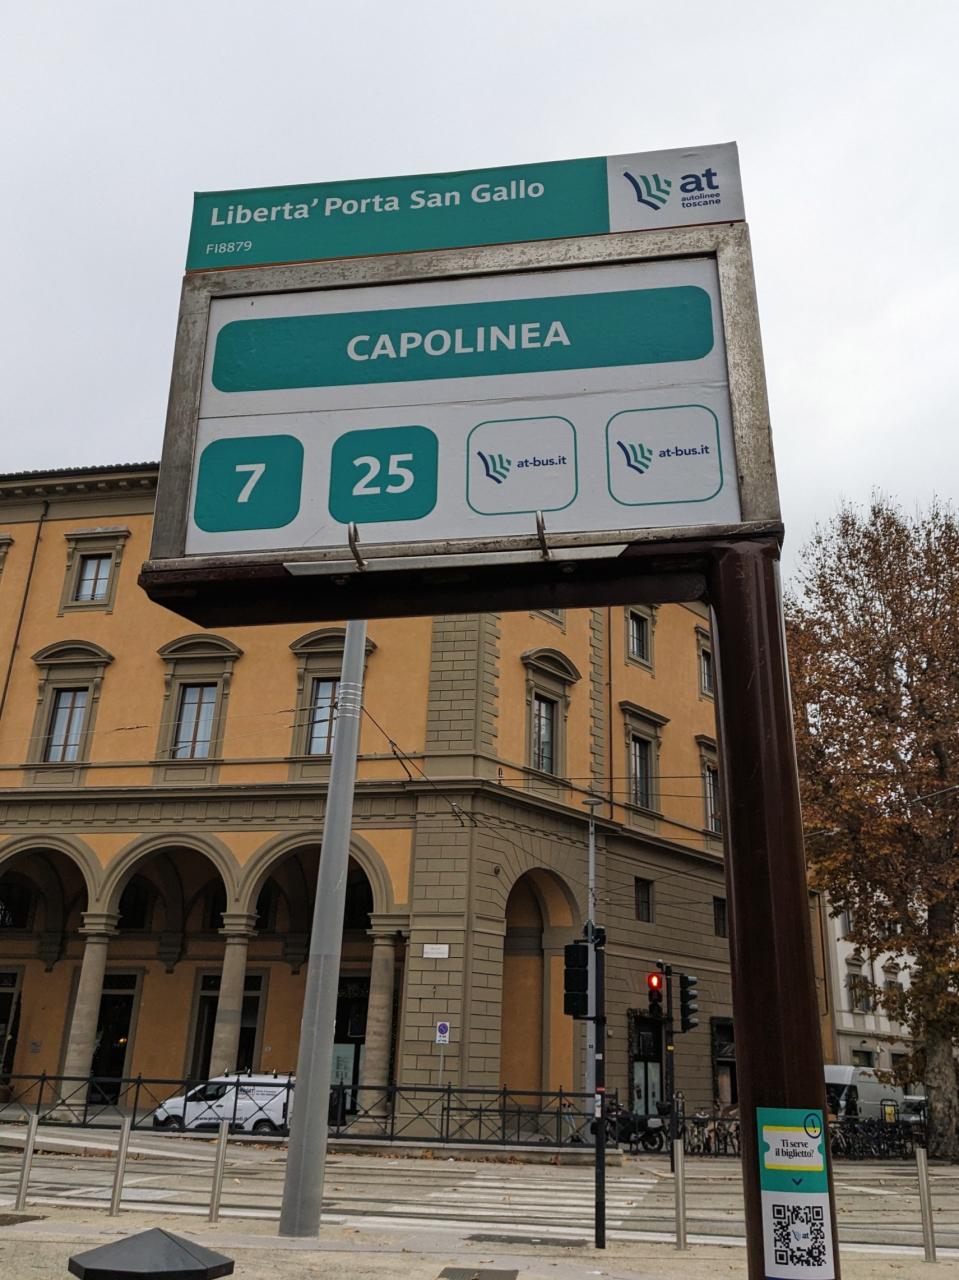 Liberta' Porta San Gallo
FI8879
at
autolinee
toscane
CAPOLINEA
7
25
at-bus.it
at-bus.it
Ti serve
il biglietto?
at